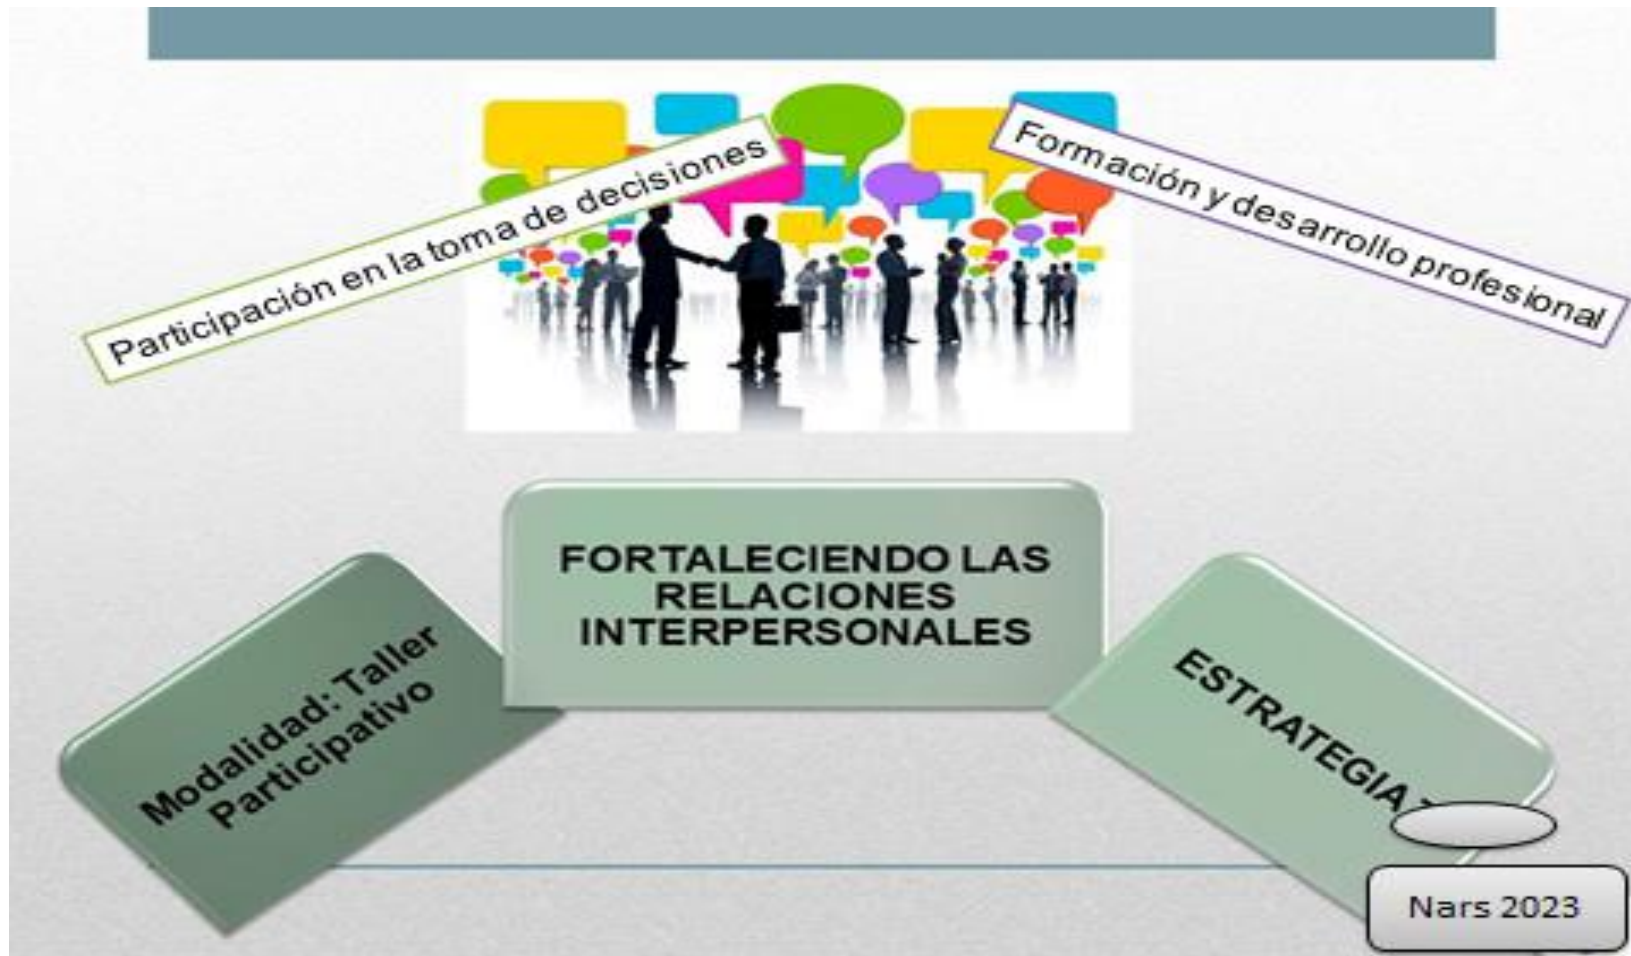 Participación en la toma de decisiones
Formación y desarrollo profesional
FORTALECIENDO LAS
RELACIONES
INTERPERSONALES
Modalidad: Taller
Participativo
ESTRATEGIA
Nars 2023